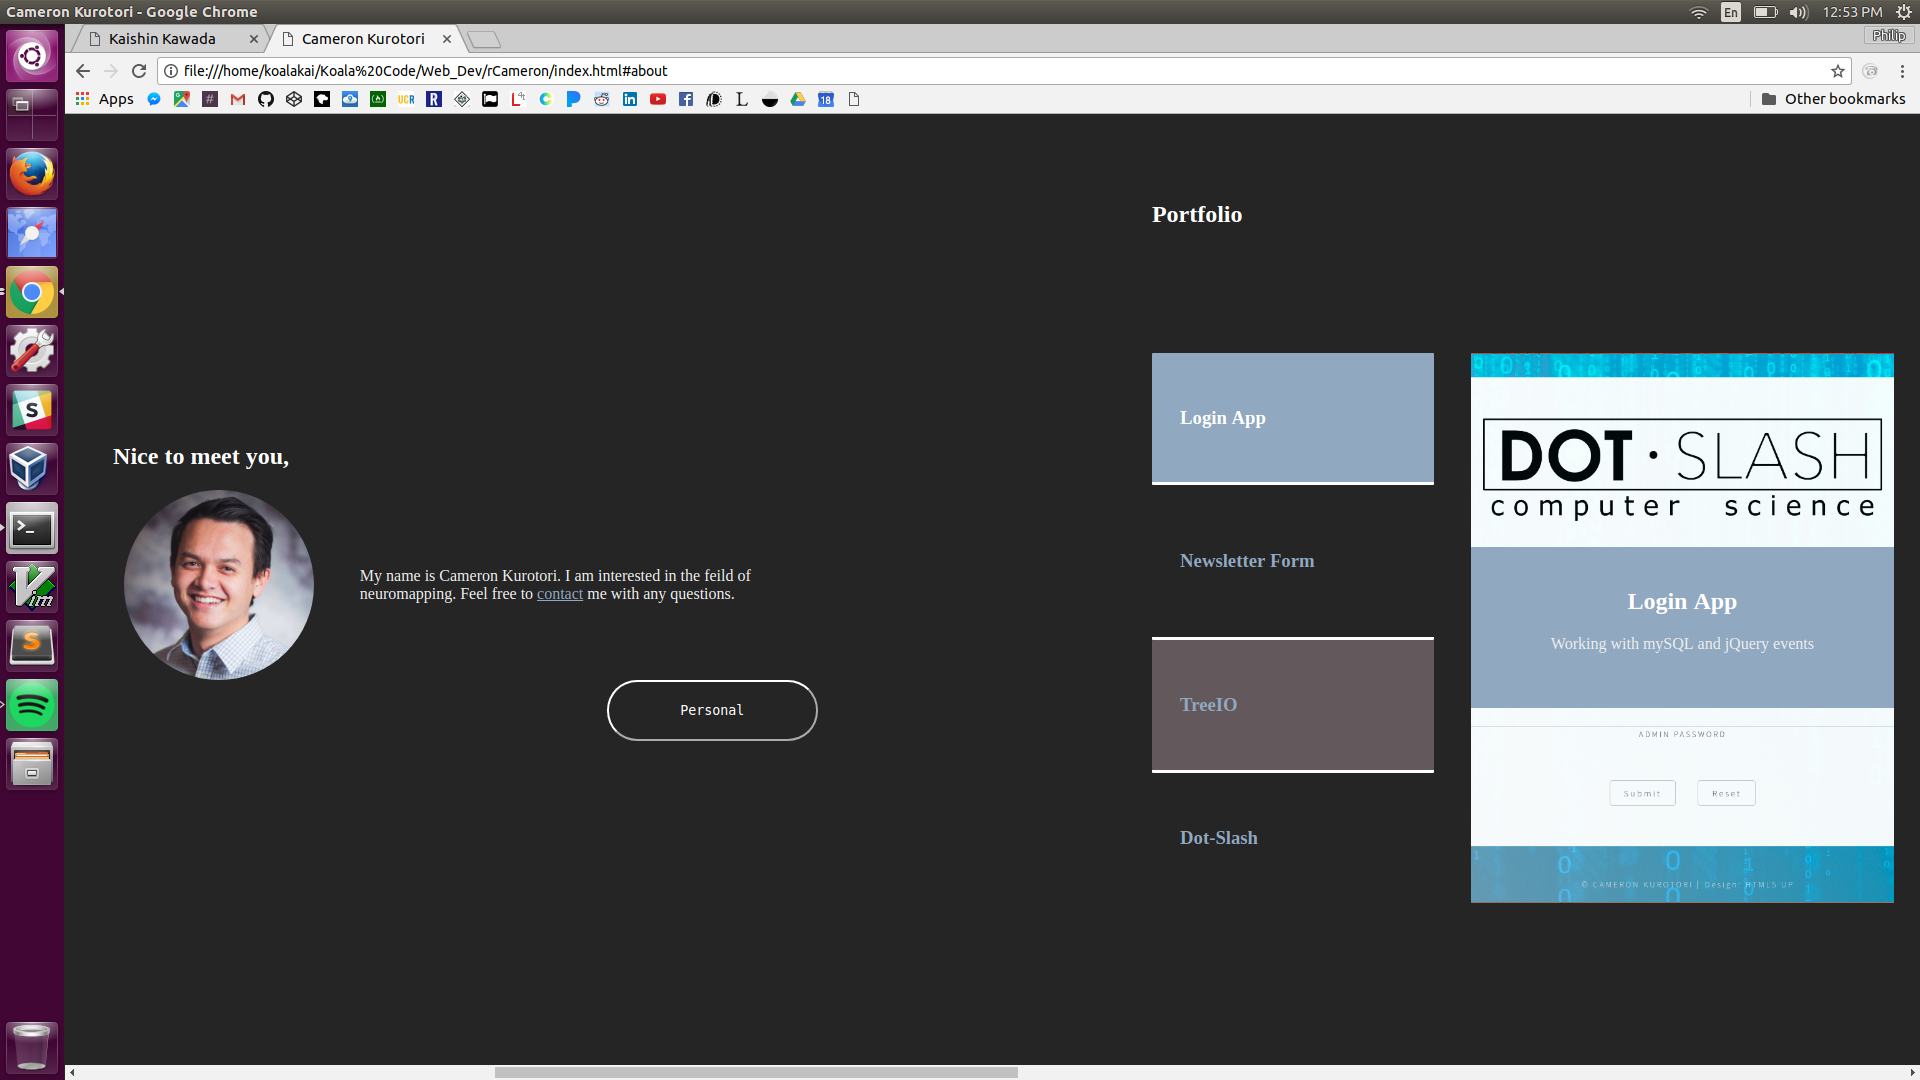 Cameron Kurotori - Google Chrome
En
12:53 PM
Kaishin Kawada
Cameron Kurotori
Philip
file:///home/koalakai/Koala%20Code/Web_Dev/rCameron/index.html#about
Apps
UCR
R
18
Other bookmarks
Portfolio
Login App
Newsletter Form
TreeIO
Dot-Slash
Nice to meet you,
My name is Cameron Kurotori. I am interested in the feild of
neuromapping. Feel free to contact me with any questions.
Personal
DOT · SLASH
computer science
Login App
Working with mySQL and jQuery events
ADMIN PASSWORD
Submit
Reset
© CAMERON KUROTORI | Design: HTML5 UP